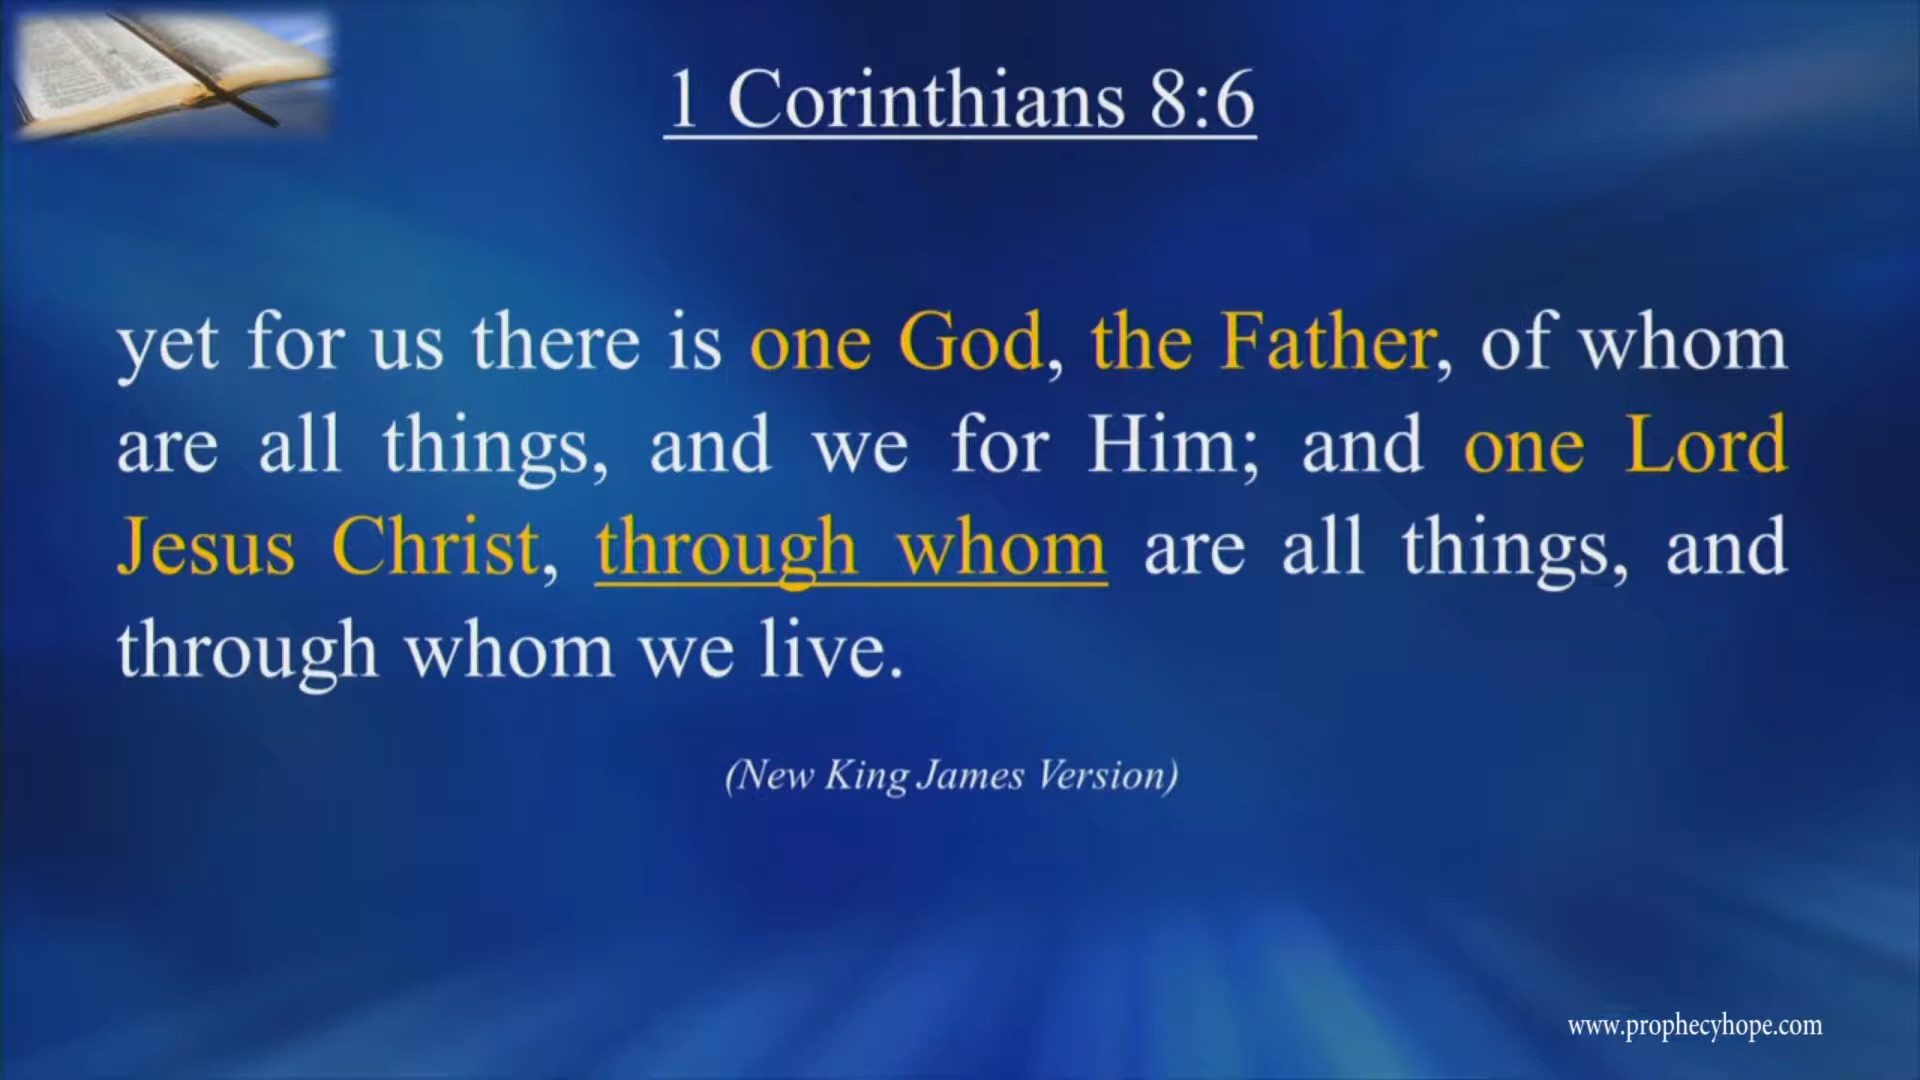 1 Corinthians 8:6
yet for us there is one God, the Father, of whom
are all things, and we for Him; and one Lord
Jesus Christ, through whom are all things, and
through whom we live.
(New King James Version)
www.prophecyhope.com